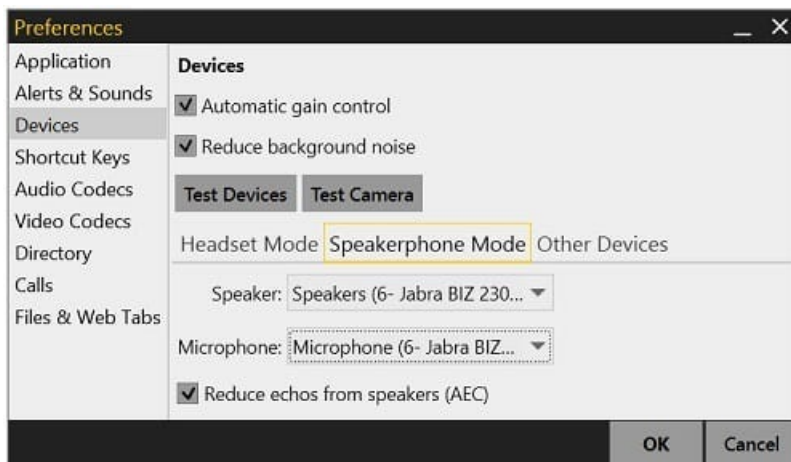 Preferences
Application
Alerts & Sounds
Devices
Shortcut Keys
Audio Codecs
Video Codecs
Directory
Calls
Files & Web Tabs
Devices
Automatic gain control
Reduce background noise
Test Devices Test Camera
Headset Mode Speakerphone Mode Other Devices
Speaker: Speakers (6- Jabra BIZ 230...
Microphone: Microphone (6- Jabra BIZ...
Reduce echos from speakers (AEC)
OK Cancel